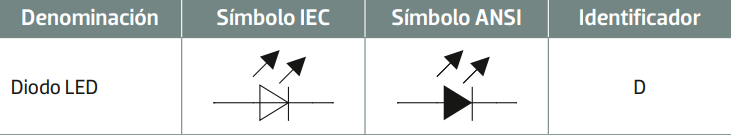 Denominación Símbolo IEC Símbolo ANSI Identificador
Diodo LED D